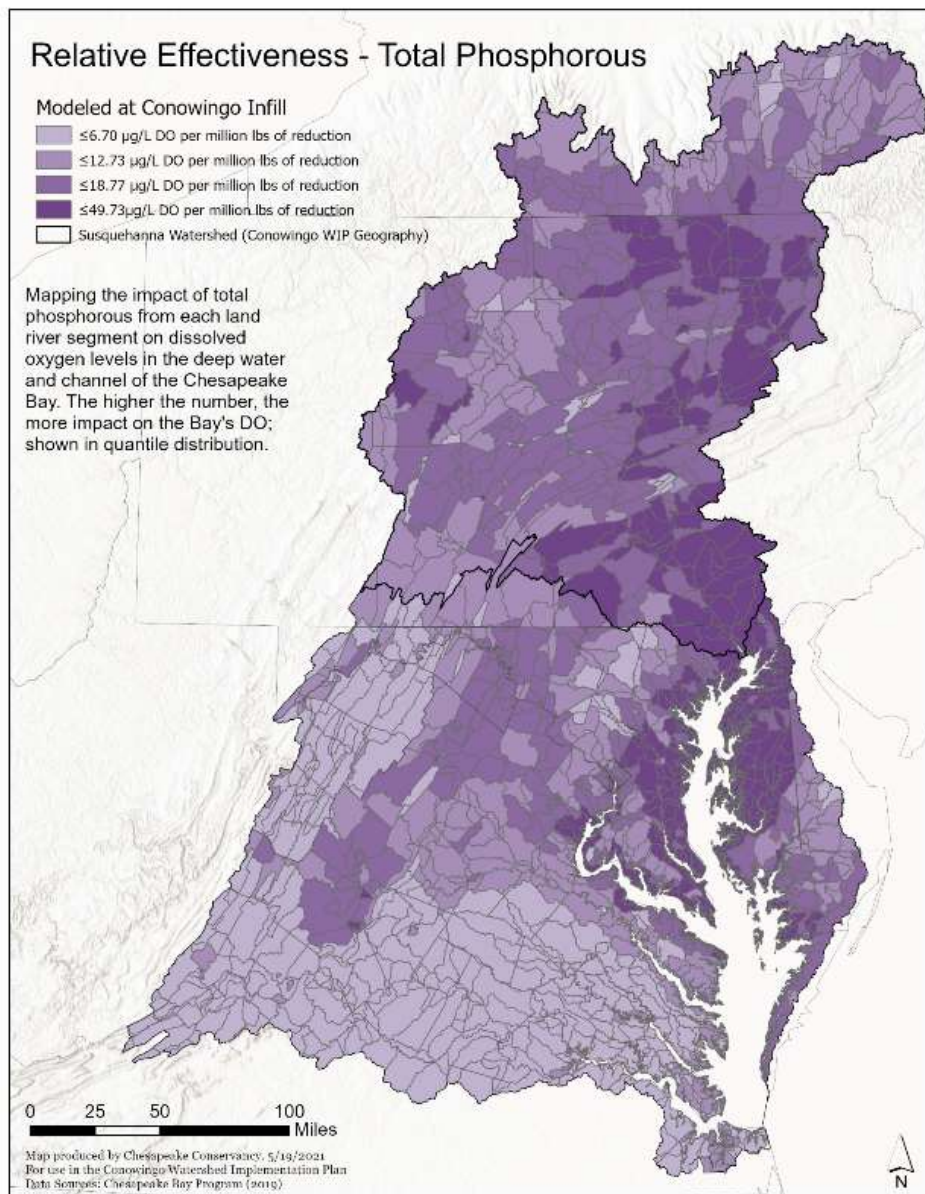 Relative Effectiveness - Total Phosphorous
Modeled at Conowingo Infill
≤6.70 µg/L DO per million lbs of reduction
≤12.73 µg/L DO per million lbs of reduction
≤18.77 µg/L DO per million lbs of reduction
≤49.73µg/L DO per million lbs of reduction
Susquehanna Watershed (Conowingo WIP Geography)
Mapping the impact of total
phosphorous from each land
river segment on dissolved
oxygen levels in the deep water
and channel of the Chesapeake
Bay. The higher the number, the
more impact on the Bay's DO;
shown in quantile distribution.
0 25 50 100
Miles
Map produced by Chesapeake Conservancy, 5/19/2021
For use in the Conowingo Watershed Implementation Plan
Data Sources: Chesapeake Bay Program (2019)
N